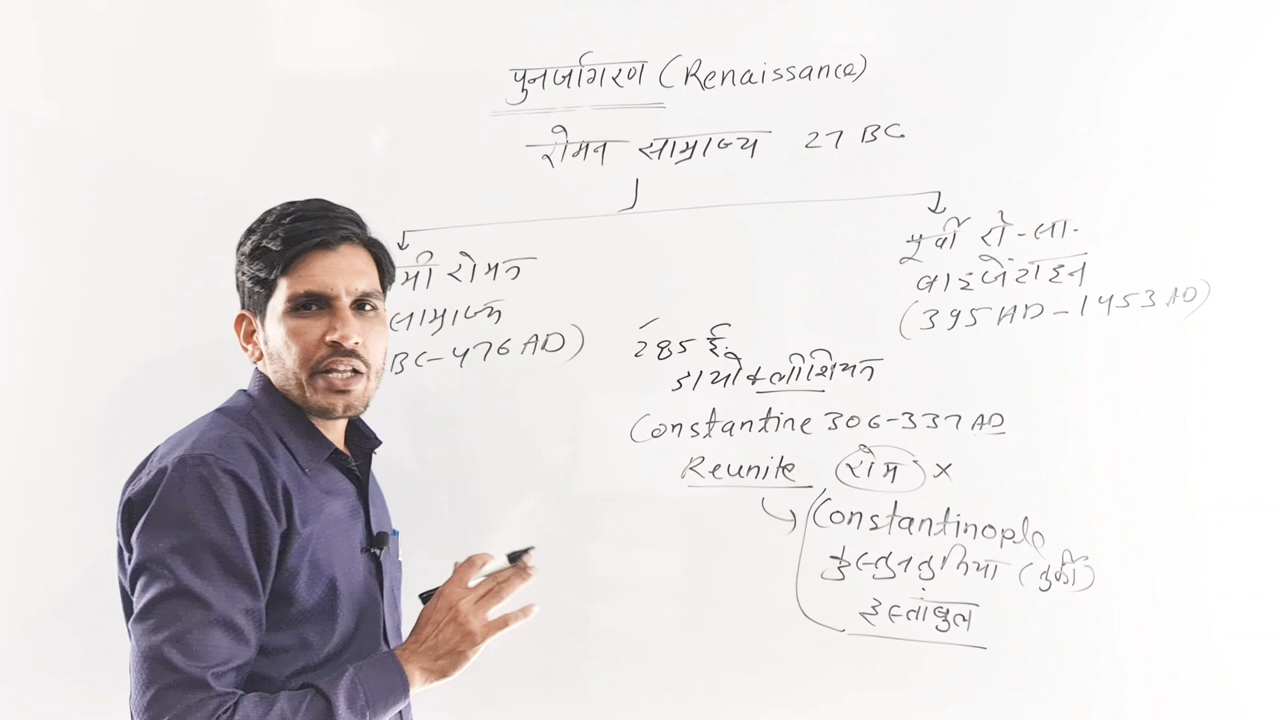 पुनर्जागरण (Renaissance)
रोमन साम्राज्य 27 BC
मी रोमन
साम्राज्य
BC-476 AD)
पूर्वी रो-सा.
बाइजेंटाइन
(395 AD-1453 AD)
285 ई.
डायोक्लीशियन
Constantine 306-337 AD
Reunite रोम ×
Constantinople
कुस्तुनतुनिया (तुर्की)
इस्तांबुल